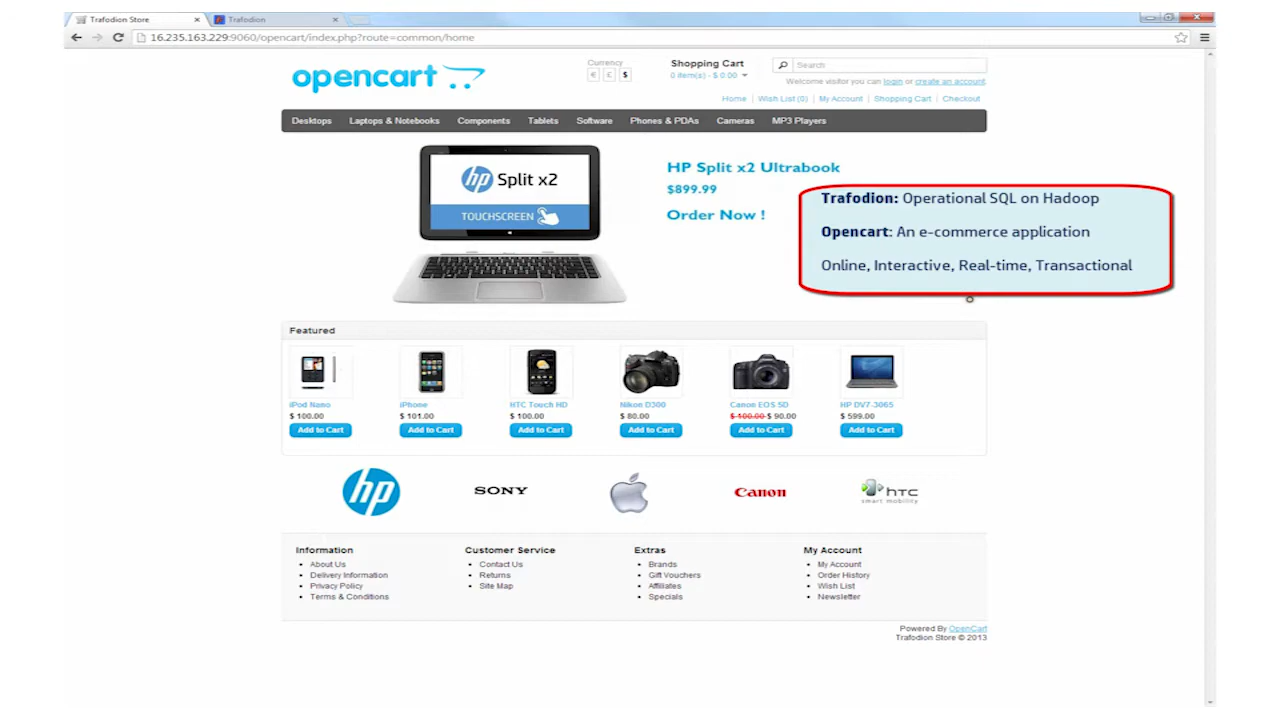 Trafodion Store
Trafodion
16.235.163.229:9060/opencart/index.php?route=common/home
opencart
Currency
€ £ $
Shopping Cart
0 item(s) - $ 0.00
Search
Welcome visitor you can login or create an account.
Home Wish List (0) My Account Shopping Cart Checkout
Desktops Laptops & Notebooks Components Tablets Software Phones & PDAs Cameras MP3 Players
hp Split x2
TOUCHSCREEN
HP Split x2 Ultrabook
$899.99
Order Now !
Trafodion: Operational SQL on Hadoop
Opencart: An e-commerce application
Online, Interactive, Real-time, Transactional
Featured
iPod Nano iPhone HTC Touch HD Nikon D300 Canon EOS 5D HP DV7-3065
$ 100.00 $ 101.00 $ 100.00 $ 80.00 $ 100.00 $ 90.00 $ 599.00
Add to Cart Add to Cart Add to Cart Add to Cart Add to Cart Add to Cart
hp SONY Canon hTC
smart mobility
Information
About Us
Delivery Information
Privacy Policy
Terms & Conditions
Customer Service
Contact Us
Returns
Site Map
Extras
Brands
Gift Vouchers
Affiliates
Specials
My Account
My Account
Order History
Wish List
Newsletter
Powered By OpenCart
Trafodion Store © 2013